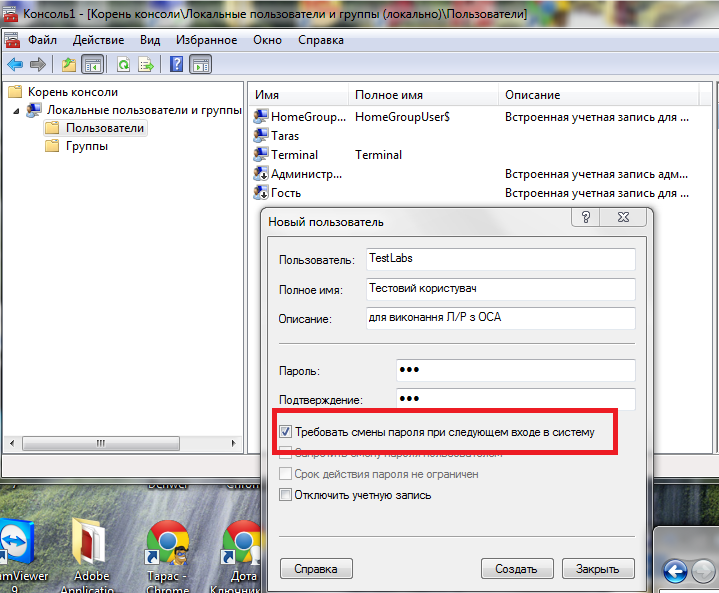 Консоль1 - [Корень консоли\Локальные пользователи и группы (локально)\Пользователи]
Файл Действие Вид Избранное Окно Справка
Корень консоли
Локальные пользователи и группы
Пользователи
Группы
Имя Полное имя Описание
HomeGroup... HomeGroupUser$ Встроенная учетная запись для ...
Taras
Terminal Terminal
Администр... Встроенная учетная запись адм...
Гость Встроенная учетная запись для ...
Новый пользователь
Пользователь: TestLabs
Полное имя: Тестовий користувач
Описание: для виконання Л/Р з ОСА
Пароль: •••
Подтверждение: •••
Требовать смены пароля при следующем входе в систему
Запретить смену пароля пользователем
Срок действия пароля не ограничен
Отключить учетную запись
Справка Создать Закрыть
Denwer
amViewer
9
Adobe
Applicatio...
Тарас -
Chrome
Дота
Ключник